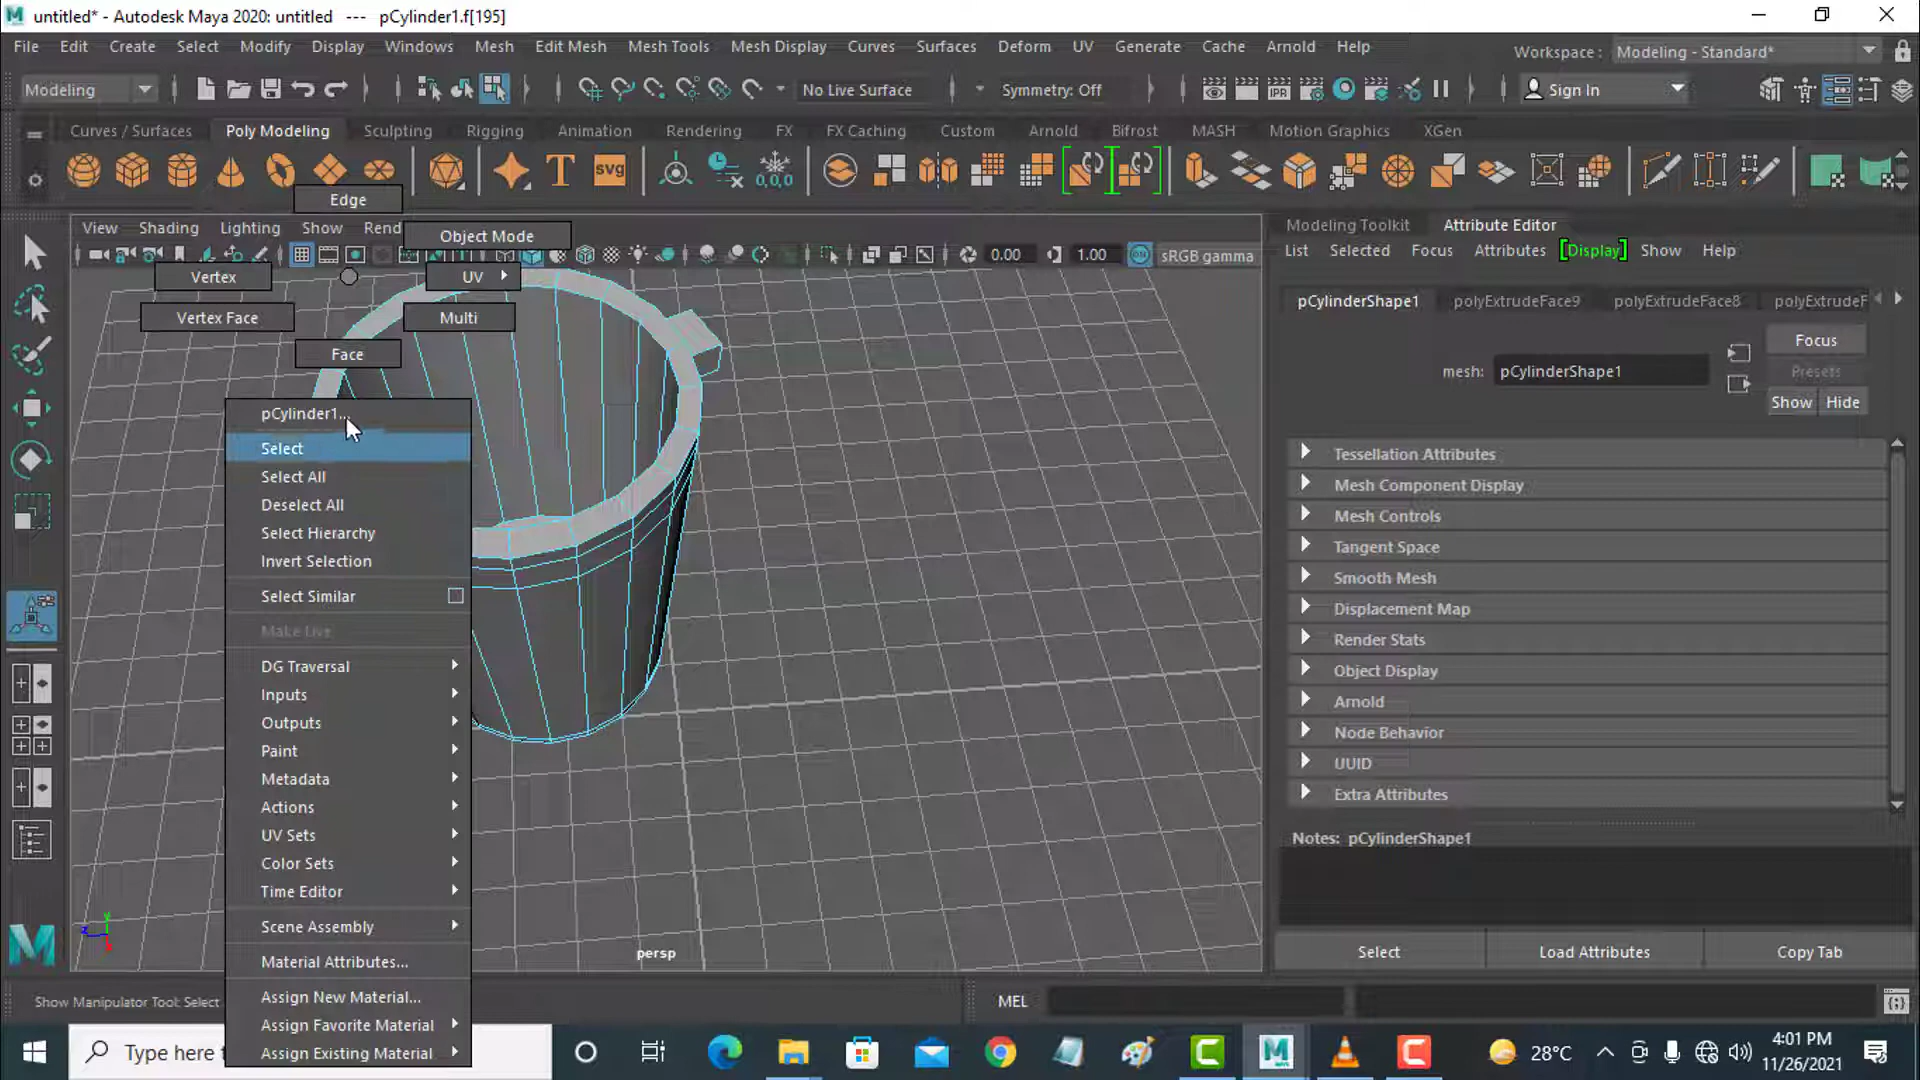 untitled* - Autodesk Maya 2020: untitled --- pCylinder1.f[195]
File Edit Create Select Modify Display Windows Mesh Edit Mesh Mesh Tools Mesh Display Curves Surfaces Deform UV Generate Cache Arnold Help
Workspace : Modeling - Standard*
Modeling No Live Surface Symmetry: Off Sign In
Curves / Surfaces Poly Modeling Sculpting Rigging Animation Rendering FX FX Caching Custom Arnold Bifrost MASH Motion Graphics XGen
T svg 0,0,0
Edge
View Shading Lighting Show Rend
Object Mode
0.00 1.00 sRGB gamma
Vertex UV
Vertex Face Multi
Face
pCylinder1...
Select
Select All
Deselect All
Select Hierarchy
Invert Selection
Select Similar
Make Live
DG Traversal
Inputs
Outputs
Paint
Metadata
Actions
UV Sets
Color Sets
Time Editor
Scene Assembly
Material Attributes...
Assign New Material...
Assign Favorite Material
Assign Existing Material
persp
Modeling Toolkit Attribute Editor
List Selected Focus Attributes [Display] Show Help
pCylinderShape1 polyExtrudeFace9 polyExtrudeFace8 polyExtrudeF
Focus
mesh: pCylinderShape1
Presets
Show Hide
Tessellation Attributes
Mesh Component Display
Mesh Controls
Tangent Space
Smooth Mesh
Displacement Map
Render Stats
Object Display
Arnold
Node Behavior
UUID
Extra Attributes
Notes: pCylinderShape1
Select Load Attributes Copy Tab
Show Manipulator Tool: Select
MEL
Type here t
28°C
4:01 PM
11/26/2021